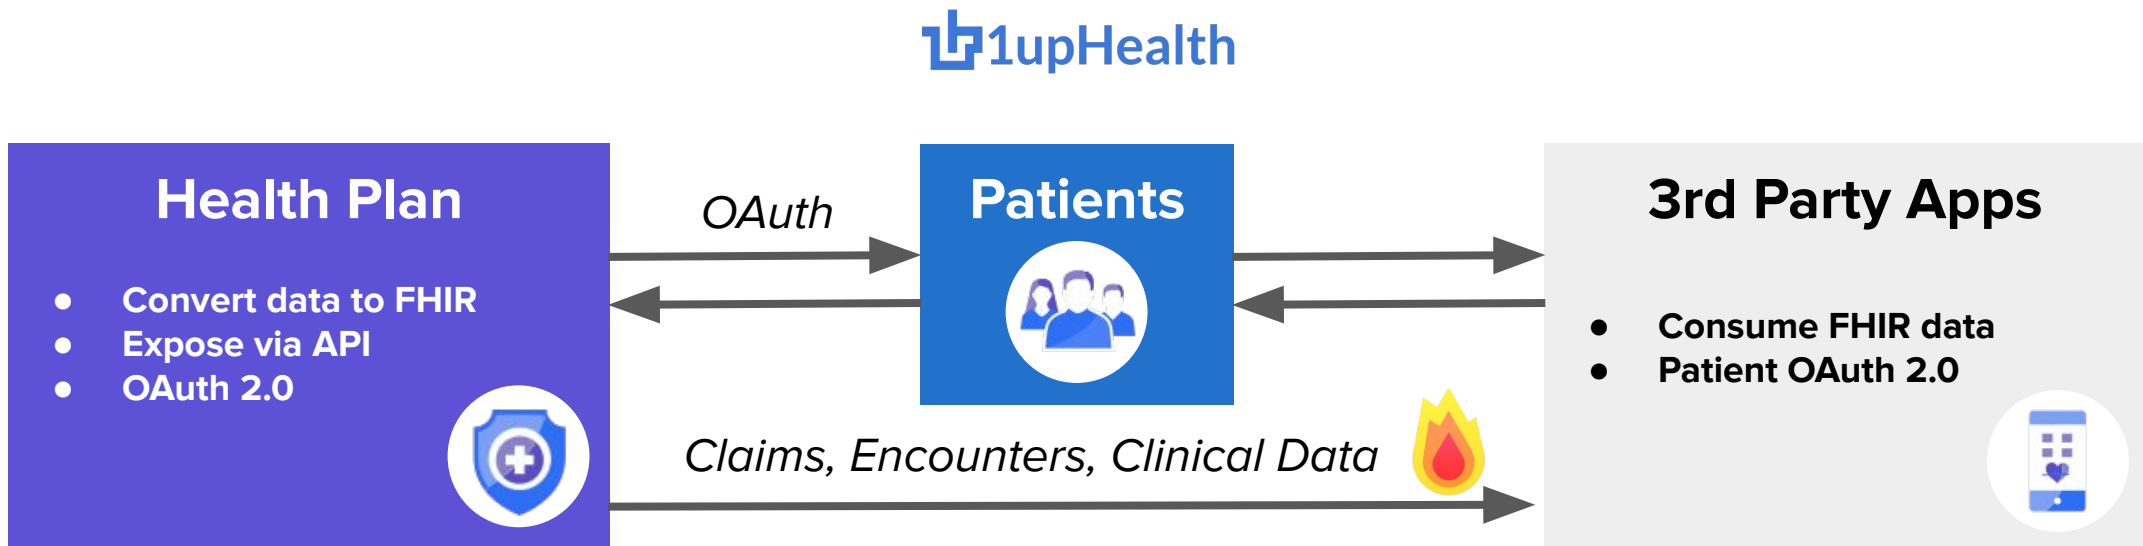 1upHealth
Health Plan
● Convert data to FHIR
● Expose via API
● OAuth 2.0
OAuth
Patients
Claims, Encounters, Clinical Data
3rd Party Apps
● Consume FHIR data
● Patient OAuth 2.0